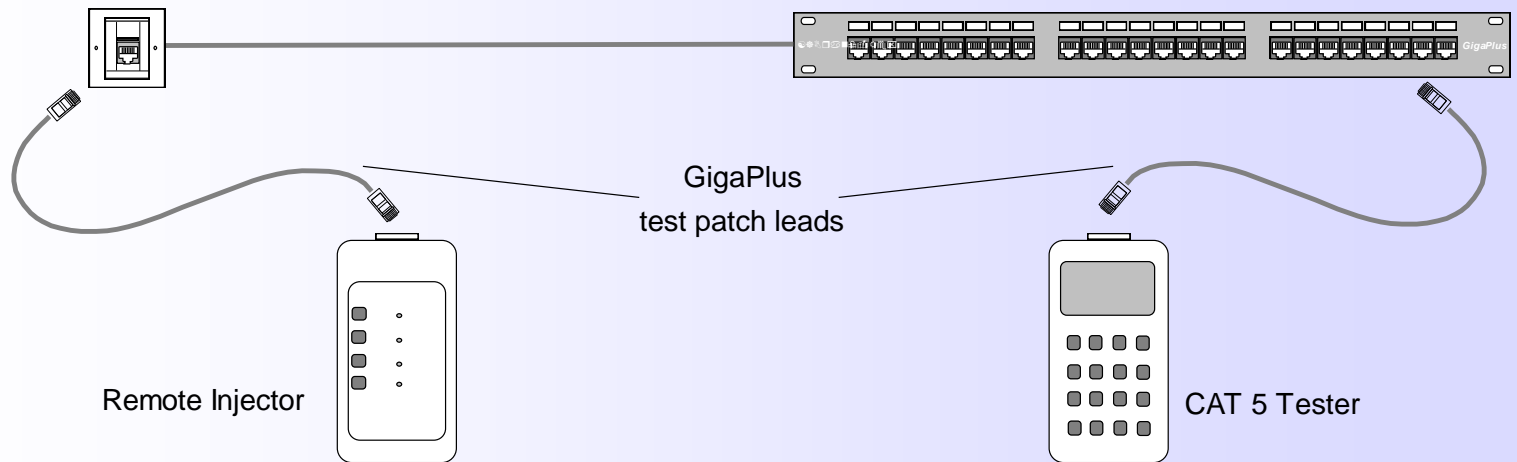 GigaPlus
GigaPlus
test patch leads
Remote Injector
CAT 5 Tester